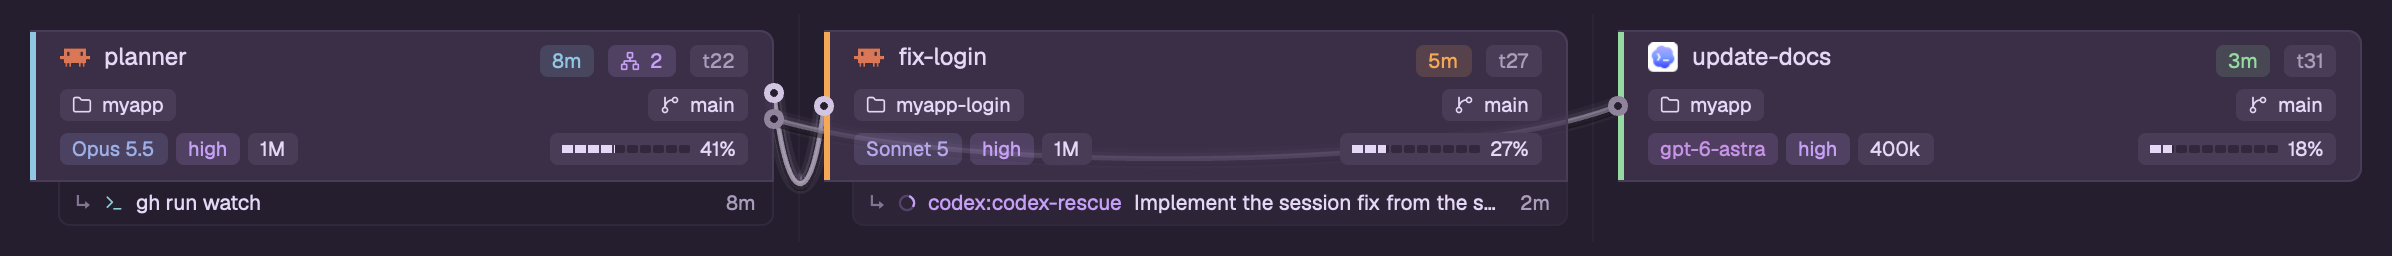 planner 8m 2 t22
myapp main
Opus 5.5 high 1M 41%
gh run watch 8m
fix-login 5m t27
myapp-login main
Sonnet 5 high 1M 27%
codex:codex-rescue Implement the session fix from the s... 2m
update-docs 3m t31
myapp main
gpt-6-astra high 400k 18%